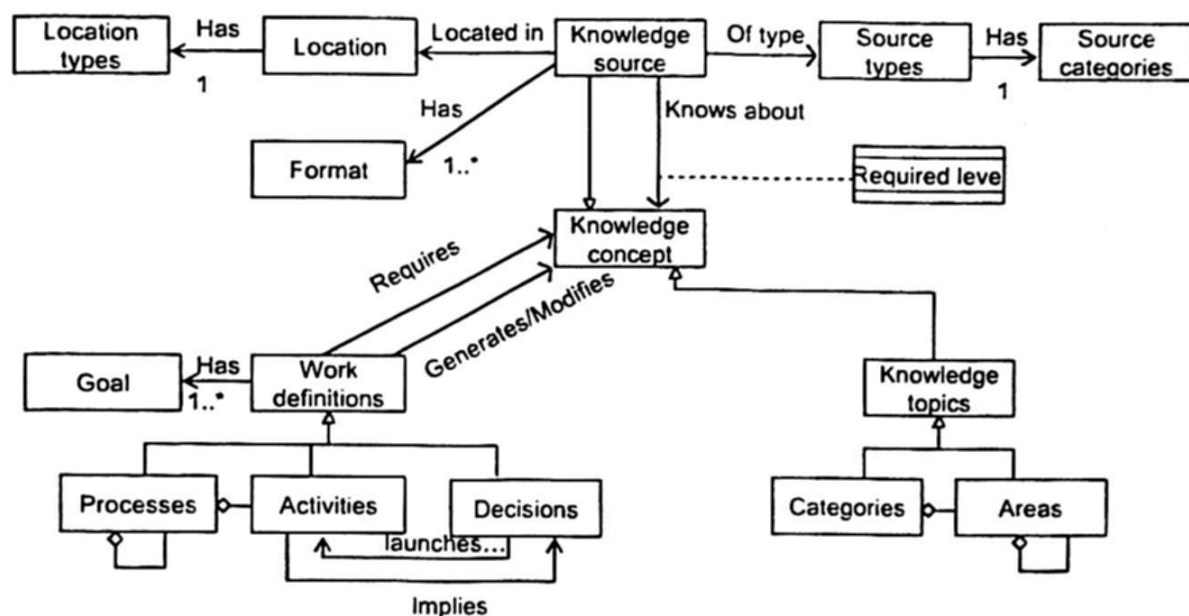 Location
types
Has
1
Location
Located in
Knowledge
source
Of type
Source
types
Has
1
Source
categories
Has
1..*
Format
Knows about
Required leve
Knowledge
concept
Requires
Generates/Modifies
Goal
Has
1..*
Work
definitions
Knowledge
topics
Processes
Activities
Decisions
Categories
Areas
launches...
Implies